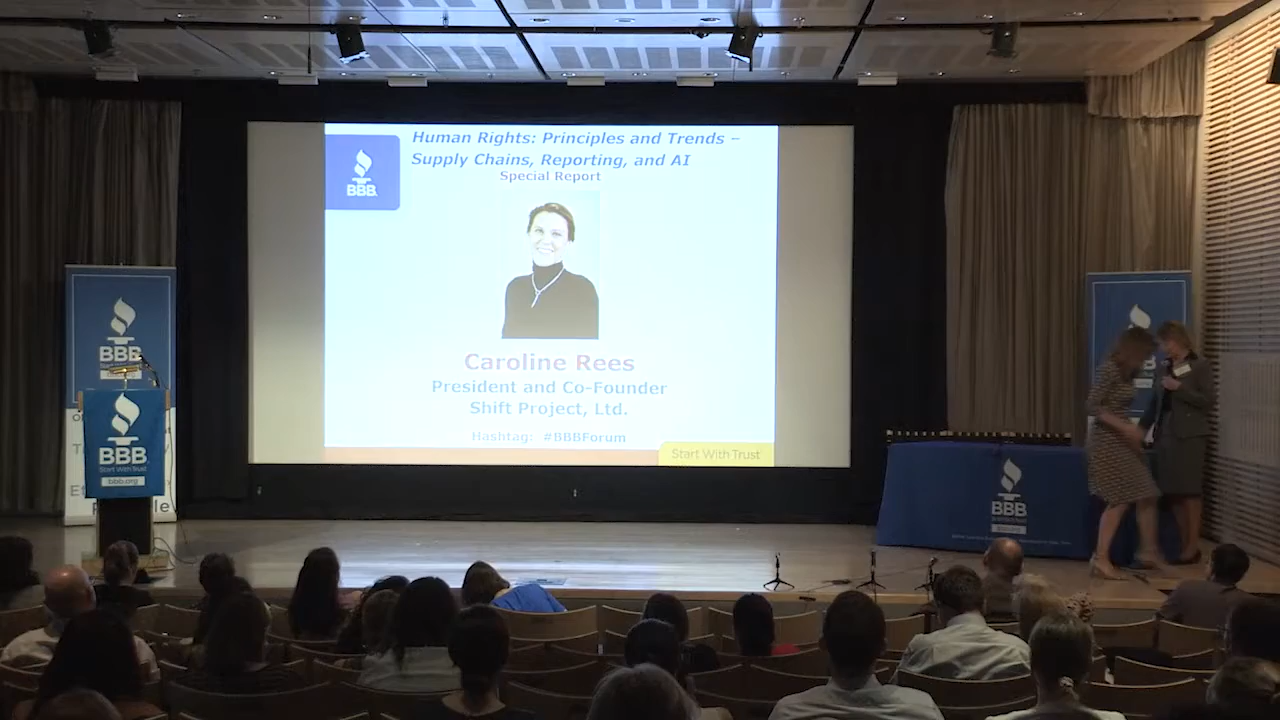 Human Rights: Principles and Trends –
Supply Chains, Reporting, and AI
Special Report
BBB.
Caroline Rees
President and Co-Founder
Shift Project, Ltd.
Hashtag: #BBBForum
Start With Trust
BBB
BBB
Start With Trust
bbb.org
BBB